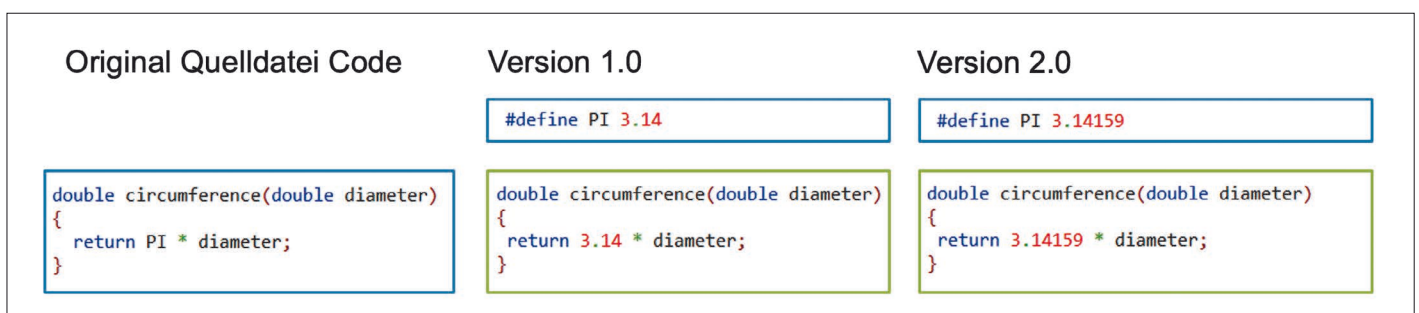 Original Quelldatei Code
Version 1.0
Version 2.0
#define PI 3.14
#define PI 3.14159
double circumference(double diameter)
{
return PI * diameter;
}
double circumference(double diameter)
{
return 3.14 * diameter;
}
double circumference(double diameter)
{
return 3.14159 * diameter;
}